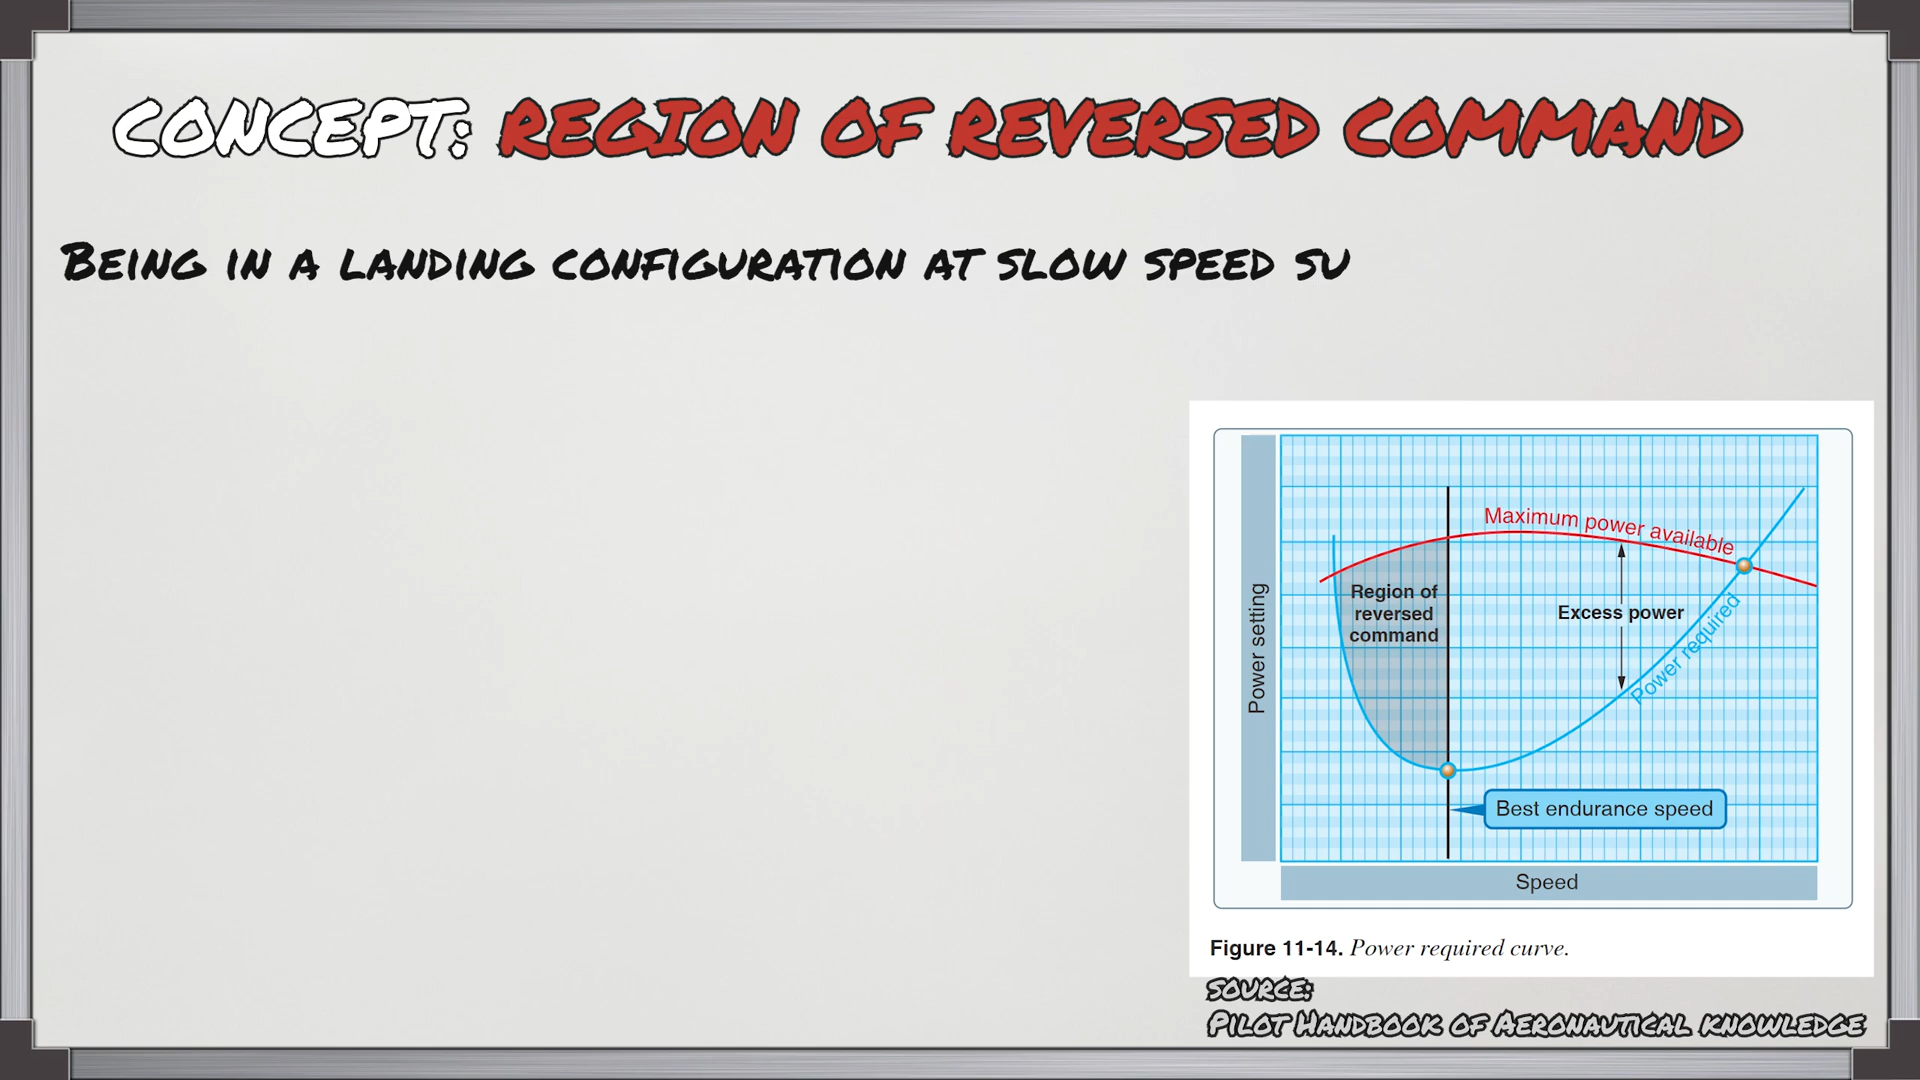 CONCEPT: REGION OF REVERSED COMMAND
BEING IN A LANDING CONFIGURATION AT SLOW SPEED SU
Maximum power available
Region of
reversed
command
Excess power
Power required
Power setting
Best endurance speed
Speed
Figure 11-14. Power required curve.
SOURCE:
PILOT HANDBOOK OF AERONAUTICAL KNOWLEDGE